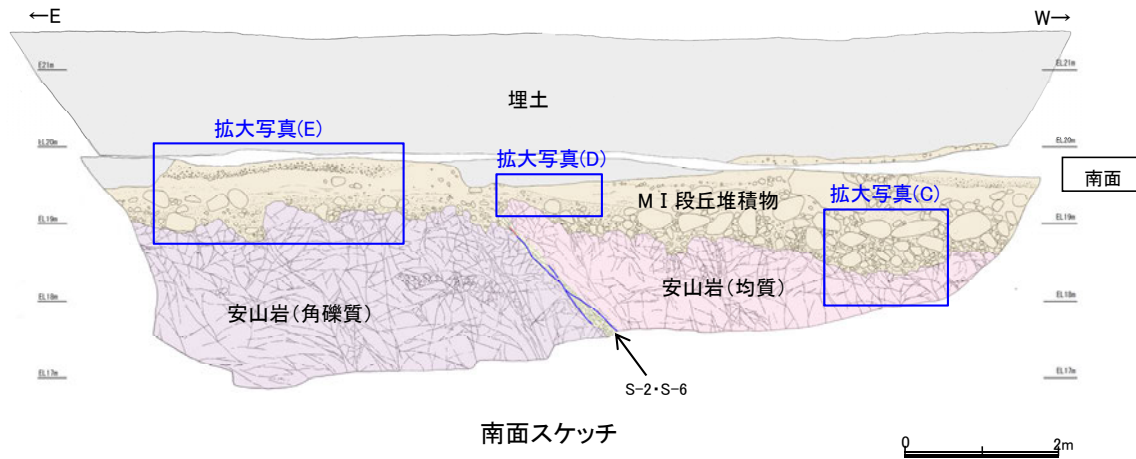 ←E
W→
E21m
EL21m
埋土
拡大写真(E)
EL20m
EL20m
拡大写真(D)
南面
拡大写真(C)
MⅠ段丘堆積物
EL19m
EL19m
安山岩(角礫質)
安山岩(均質)
EL18m
EL18m
EL17m
EL17m
S-2・S-6
南面スケッチ
0
2m